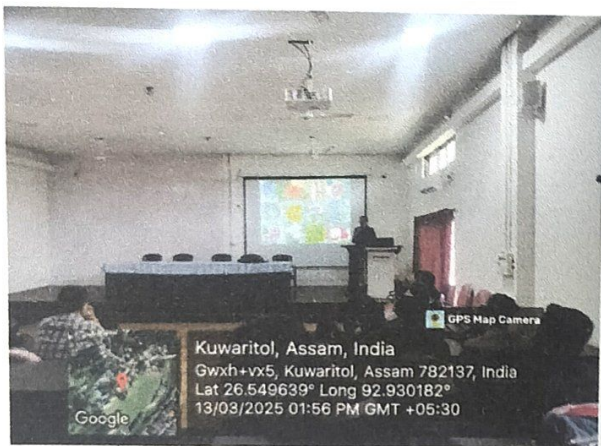 GPS Map Camera
Kuwaritol, Assam, India
Gwxh+vx5, Kuwaritol, Assam 782137, India
Lat 26.549639° Long 92.930182°
13/03/2025 01:56 PM GMT +05:30
Google